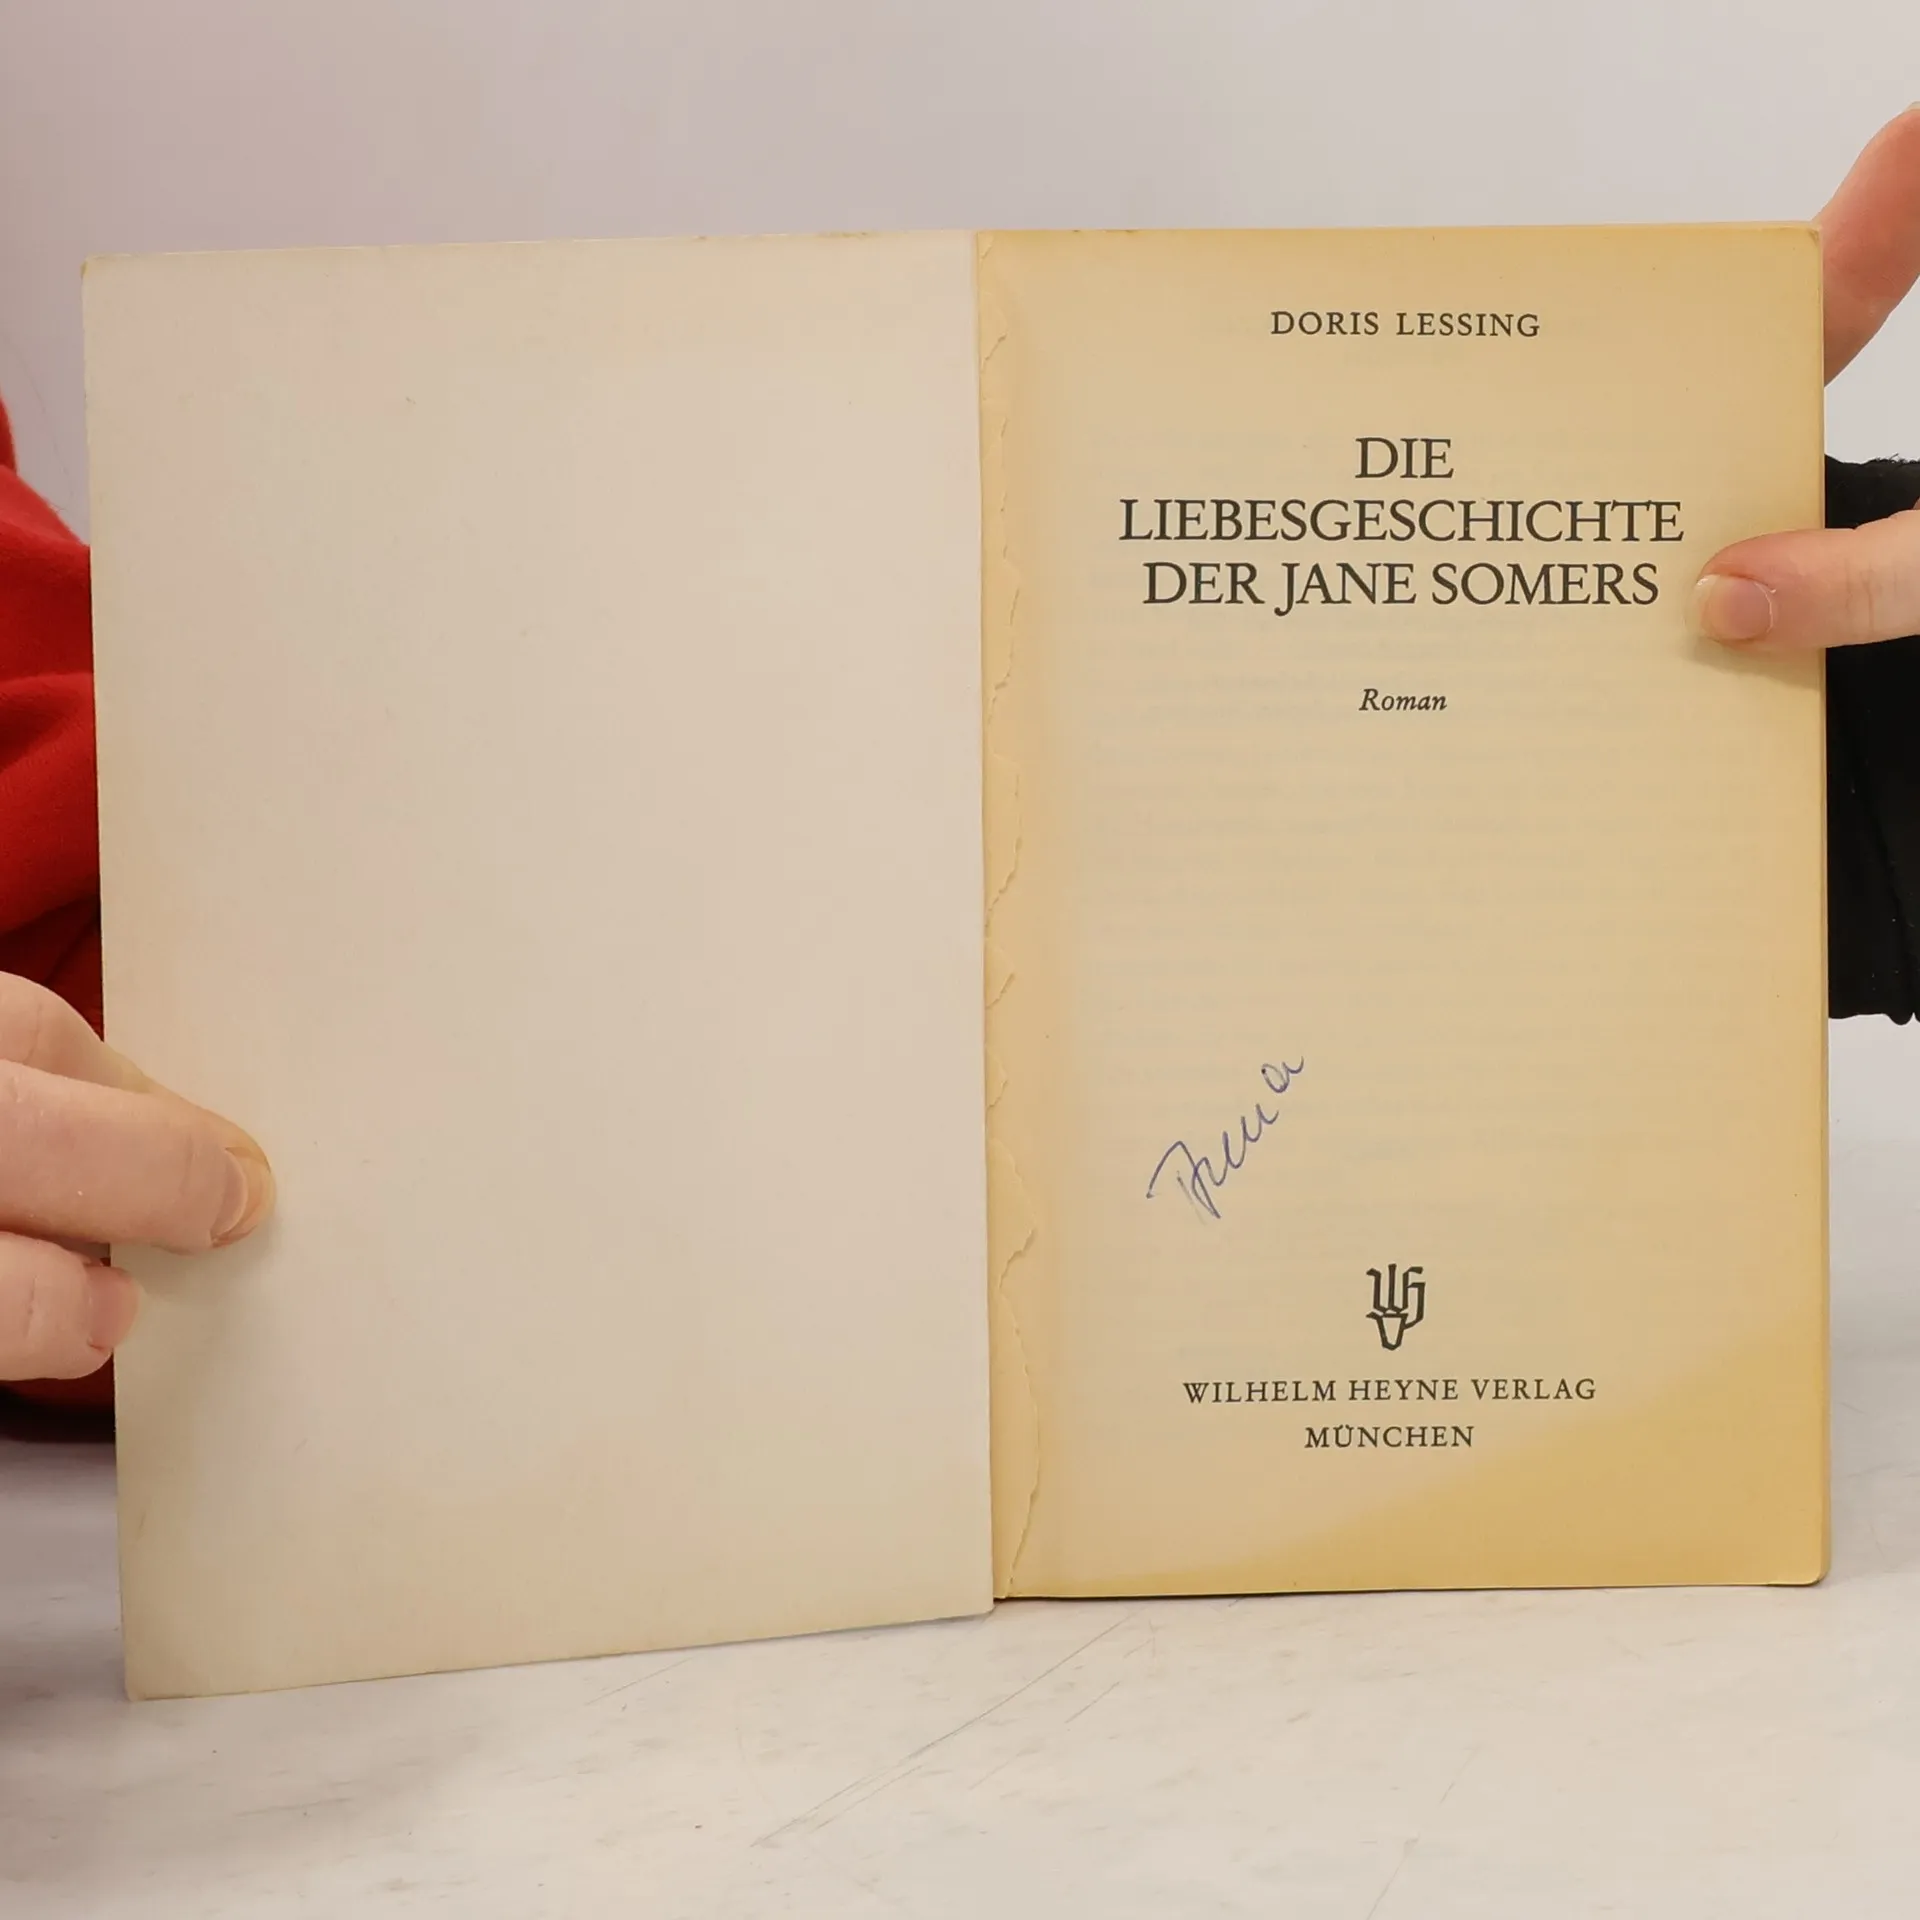 DORIS LESSING
DIE
LIEBESGESCHICHTE
DER JANE SOMERS
Roman
WILHELM HEYNE VERLAG
MÜNCHEN